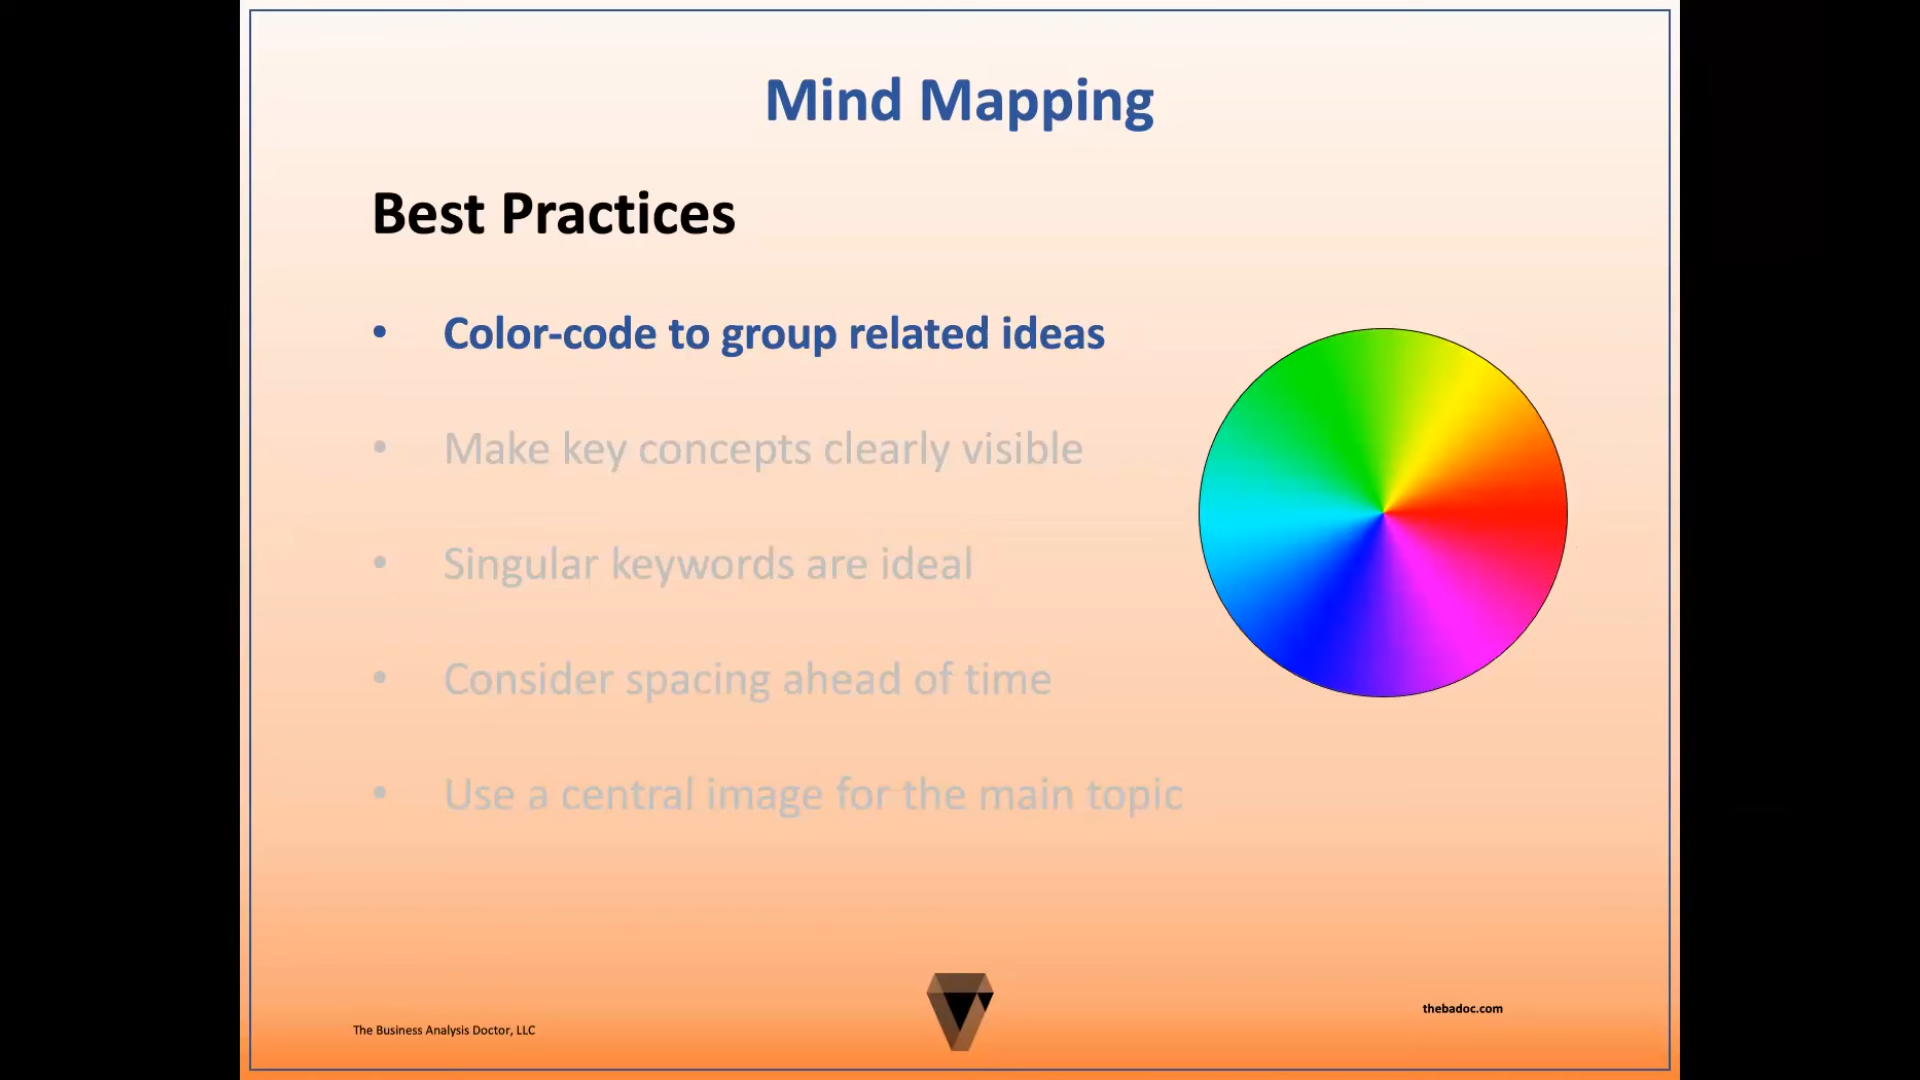 Mind Mapping
Best Practices
• Color-code to group related ideas
• Make key concepts clearly visible
• Singular keywords are ideal
• Consider spacing ahead of time
• Use a central image for the main topic
thebadoc.com
The Business Analysis Doctor, LLC